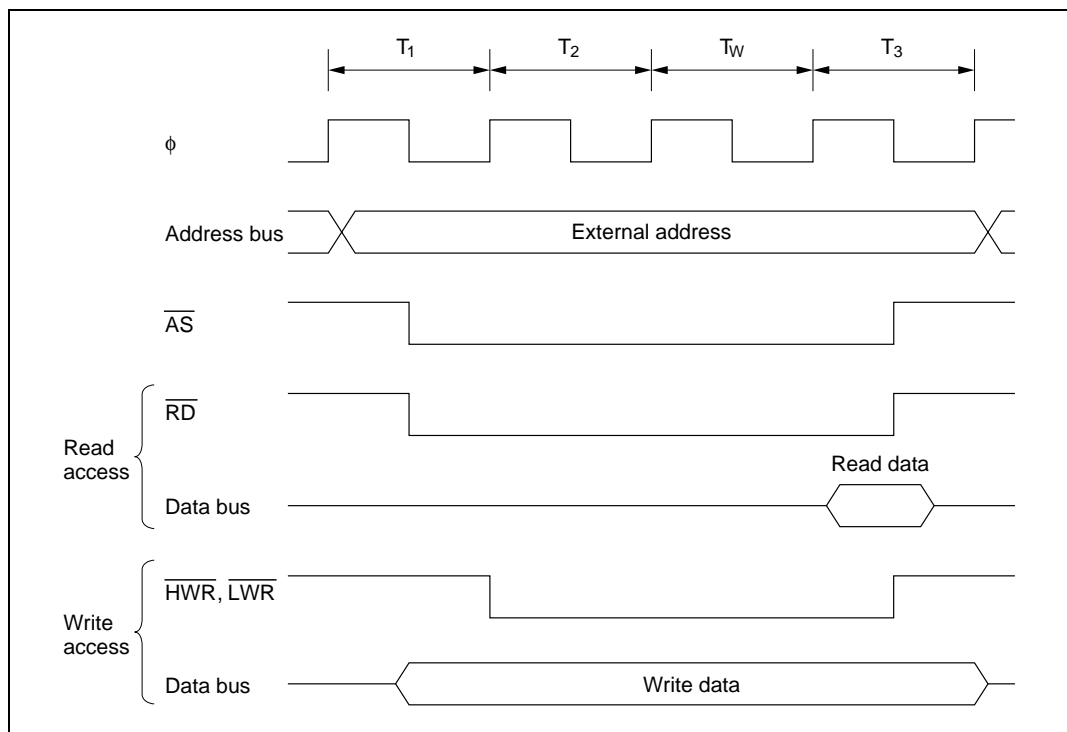 T1 T2 TW T3
ϕ
Address bus External address
AS
RD
Read
access
Read data
Data bus
HWR, LWR
Write
access
Data bus Write data